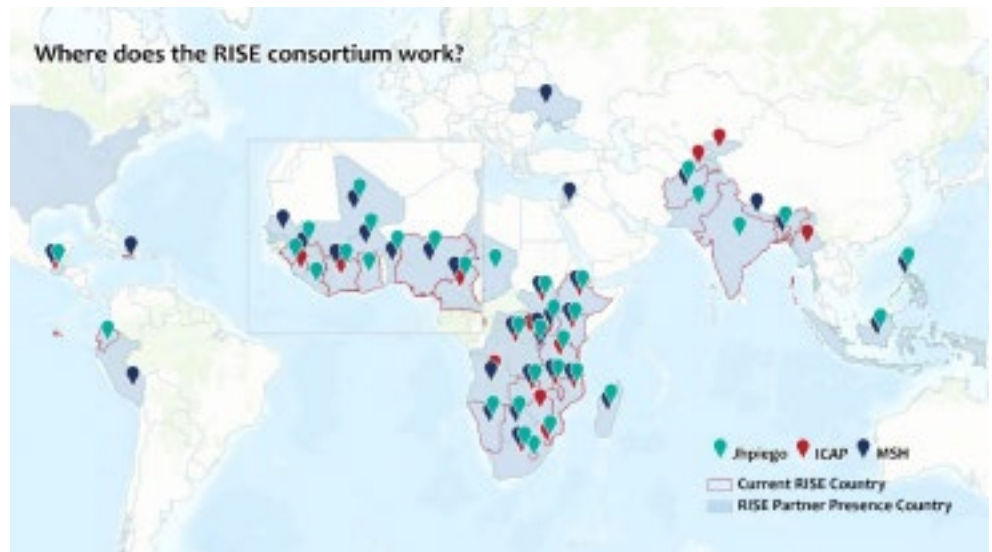 Where does the RISE consortium work?
Jhpiego ICAP MSH
Current RISE Country
RISE Partner Presence Country